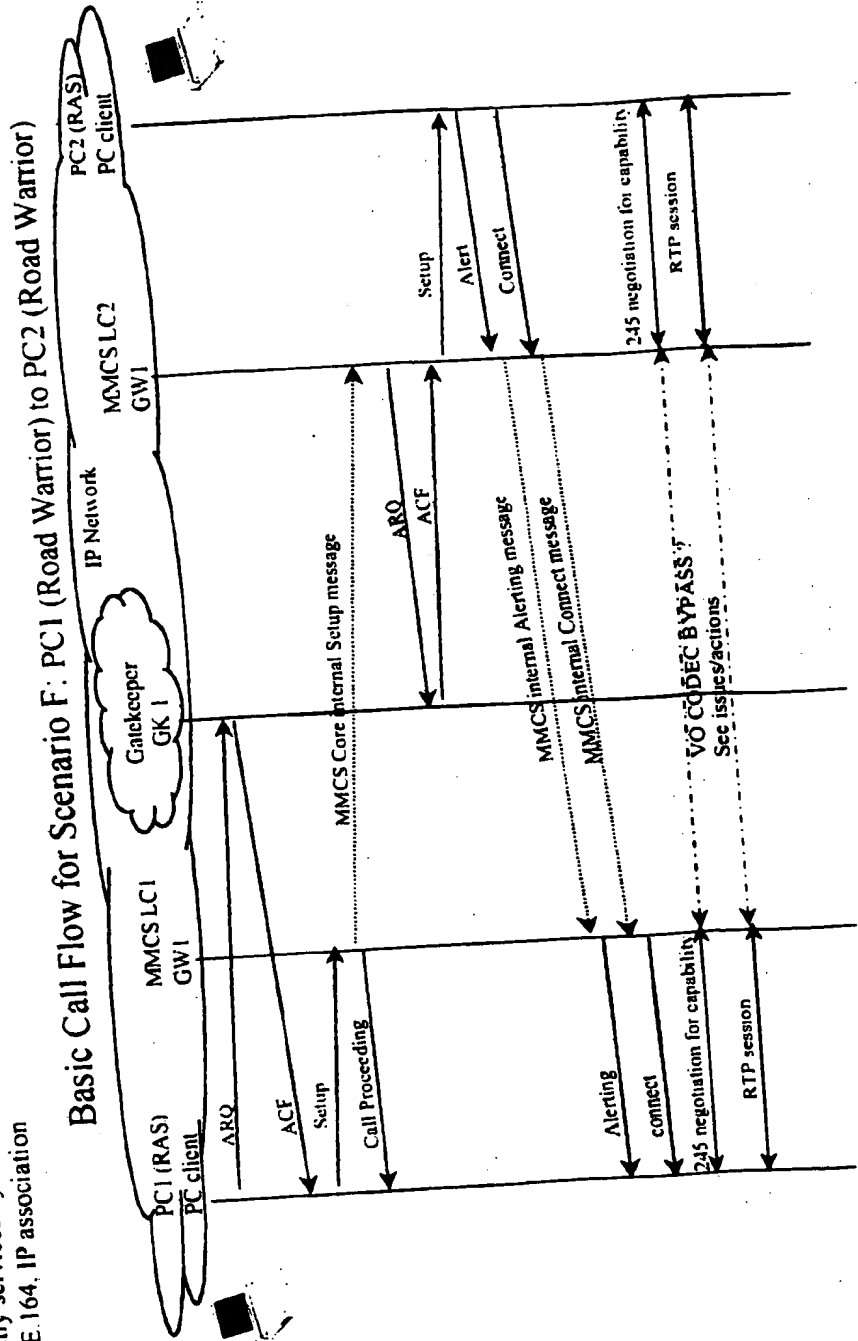 E.164, IP association
Basic Call Flow for Scenario F: PC1 (Road Warrior) to PC2 (Road Warrior)
PC1 (RAS)
PC client
MMCS LC1
GW1
Gatekeeper
GK 1
IP Network
MMCS LC2
GW1
PC2 (RAS)
PC client
ARQ
ACF
Setup
Call Proceeding
MMCS Core internal Setup message
ARQ
ACF
Setup
Alert
Connect
MMCS internal Alerting message
MMCS internal Connect message
Alerting
connect
245 negotiation for capability
RTP session
VO CODEC BYPASS ?
See issues/actions
245 negotiation for capability
RTP session